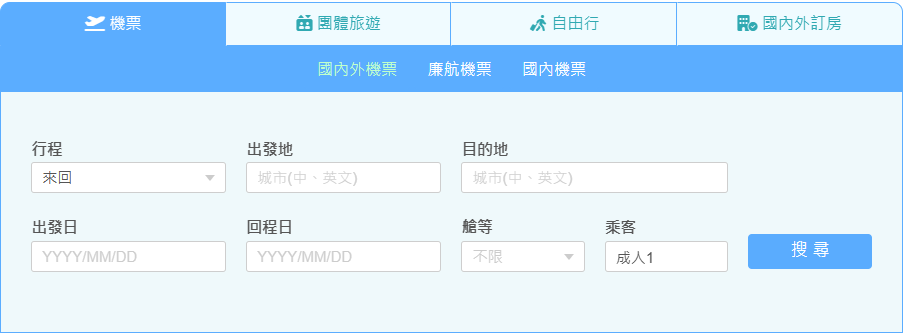 機票 團體旅遊 自由行 國內外訂房
國內外機票 廉航機票 國內機票
行程 出發地 目的地
來回 城市(中、英文) 城市(中、英文)
出發日 回程日 艙等 乘客
YYYY/MM/DD YYYY/MM/DD 不限 成人1 搜尋